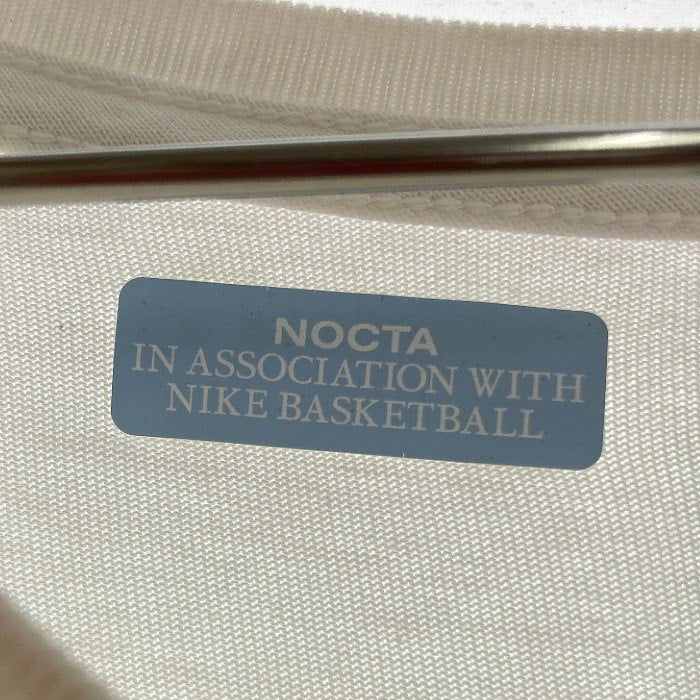 NOCTA
IN ASSOCIATION WITH
NIKE BASKETBALL